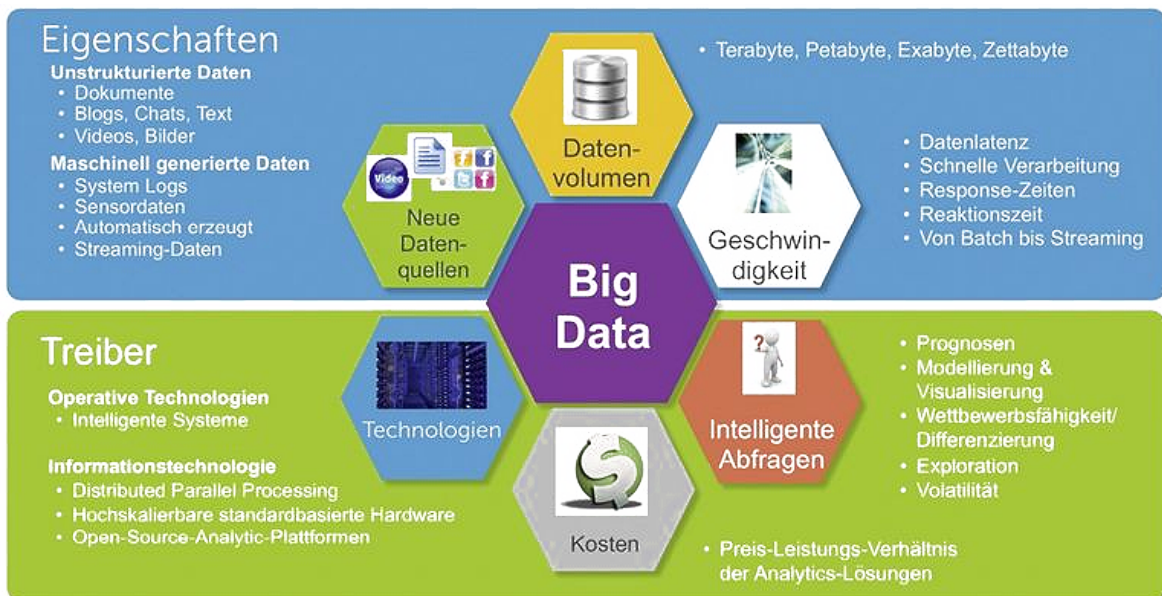 Eigenschaften
Unstrukturierte Daten
• Dokumente
• Blogs, Chats, Text
• Videos, Bilder
Maschinell generierte Daten
• System Logs
• Sensordaten
• Automatisch erzeugt
• Streaming-Daten
Video
Neue
Daten-
quellen
Daten-
volumen
• Terabyte, Petabyte, Exabyte, Zettabyte
Geschwin-
digkeit
• Datenlatenz
• Schnelle Verarbeitung
• Response-Zeiten
• Reaktionszeit
• Von Batch bis Streaming
Big
Data
Treiber
Operative Technologien
• Intelligente Systeme
Informationstechnologie
• Distributed Parallel Processing
• Hochskalierbare standardbasierte Hardware
• Open-Source-Analytic-Plattformen
Technologien
Kosten
• Preis-Leistungs-Verhältnis
der Analytics-Lösungen
Intelligente
Abfragen
• Prognosen
• Modellierung &
Visualisierung
• Wettbewerbsfähigkeit/
Differenzierung
• Exploration
• Volatilität